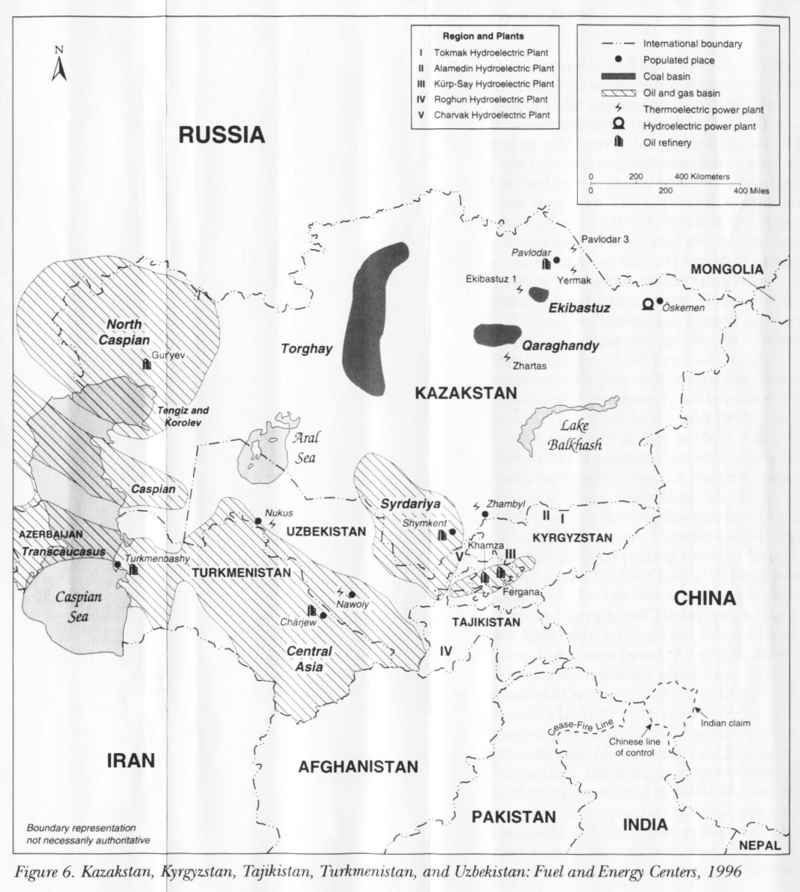 N
Region and Plants
I Tokmak Hydroelectric Plant
II Alamedin Hydroelectric Plant
III Kürp-Say Hydroelectric Plant
IV Roghun Hydroelectric Plant
V Charvak Hydroelectric Plant
International boundary
Populated place
Coal basin
Oil and gas basin
Thermoelectric power plant
Hydroelectric power plant
Oil refinery
0 200 400 Kilometers
0 200 400 Miles
RUSSIA
Pavlodar 3
Pavlodar
Yermak
MONGOLIA
Ekibastuz 1
Ekibastuz
Öskemen
North
Caspian
Gur'yev
Torghay
Qaraghandy
Zhartas
KAZAKSTAN
Tengiz and
Korolev
Aral
Sea
Lake
Balkhash
Caspian
Syrdariya
Zhambyl
Nukus
UZBEKISTAN
Shymkent
II I
KYRGYZSTAN
AZERBAIJAN
Transcaucasus
Turkmenbashy
TURKMENISTAN
Khamza
V
III
Fergana
Caspian
Sea
Nawoiy
Chärjew
CHINA
TAJIKISTAN
Central
Asia
IV
Cease-Fire Line
Indian claim
Chinese line
of control
IRAN
AFGHANISTAN
PAKISTAN
INDIA
NEPAL
Boundary representation
not necessarily authoritative
Figure 6. Kazakstan, Kyrgyzstan, Tajikistan, Turkmenistan, and Uzbekistan: Fuel and Energy Centers, 1996